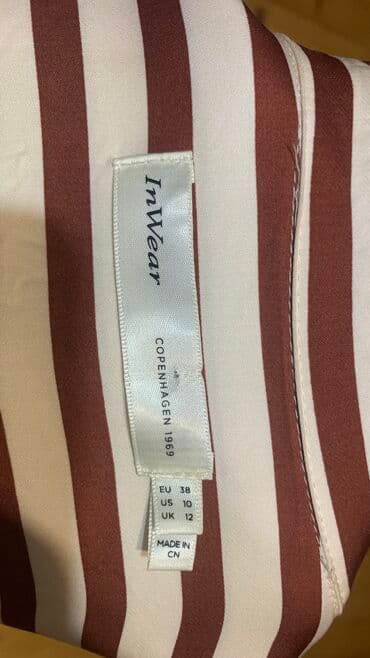 InWear
COPENHAGEN 1969
EU 38
US 10
UK 12
MADE IN
CN